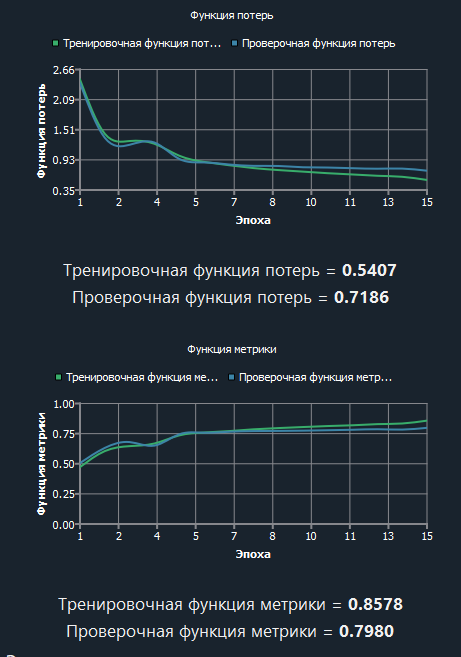 Функция потерь
Тренировочная функция пот... Проверочная функция потерь
Функция потерь
2.66
2.09
1.51
0.93
0.35
1 2 4 5 7 8 10 11 13 15
Эпоха
Тренировочная функция потерь = 0.5407
Проверочная функция потерь = 0.7186
Функция метрики
Тренировочная функция ме... Проверочная функция метр...
Функция метрики
1.00
0.75
0.50
0.25
0.00
1 2 4 5 7 8 10 11 13 15
Эпоха
Тренировочная функция метрики = 0.8578
Проверочная функция метрики = 0.7980